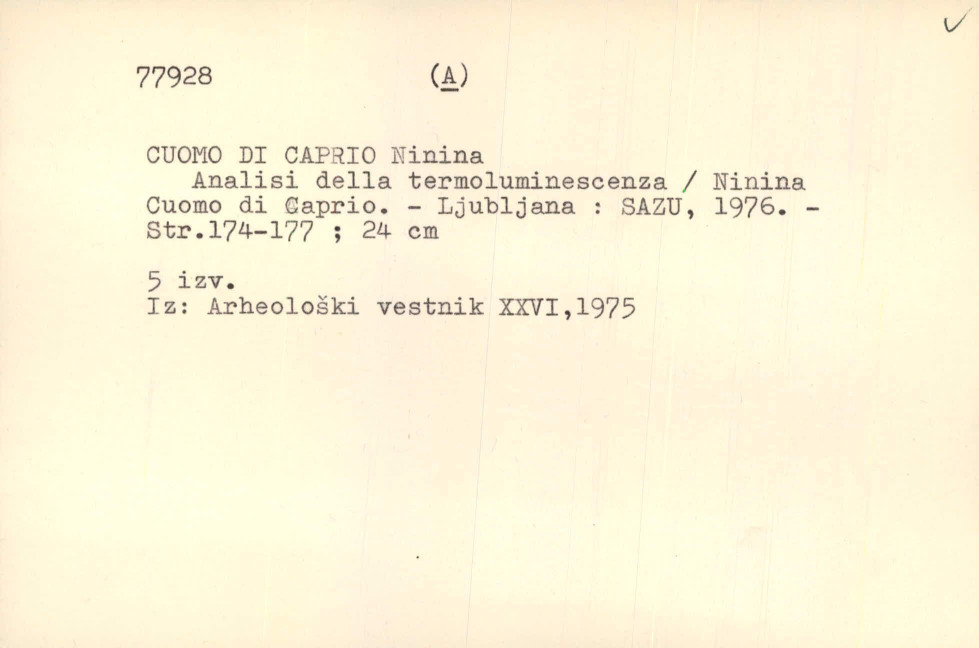 77928 (A)
CUOMO DI CAPRIO Ninina
Analisi della termoluminescenza / Ninina
Cuomo di Caprio. - Ljubljana : SAZU, 1976. -
Str.174-177 ; 24 cm
5 izv.
Iz: Arheološki vestnik XXVI,1975